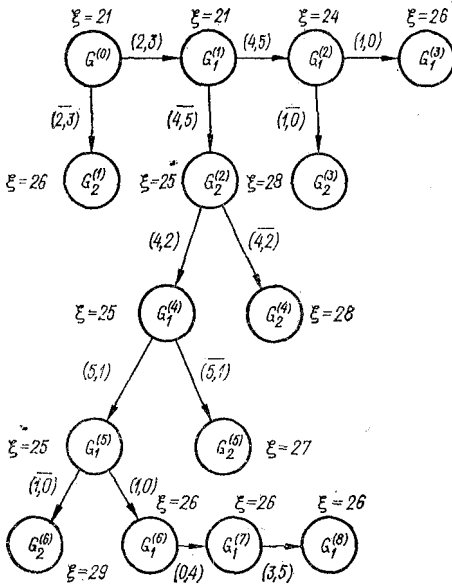 ξ=21 ξ=21 ξ=24 ξ=26
G^(0) (2,3) G_1^(1) (4,5) G_1^(2) (1,0) G_1^(3)
(2̅,̅3̅) (4̅,̅5̅) (1̅,̅0̅)
ξ=26 G_2^(1) ξ=25 G_2^(2) ξ=28 G_2^(3)
(4,2) (4̅,̅2̅)
ξ=25 G_1^(4) G_2^(4) ξ=28
(5,1) (5̅,̅1̅)
ξ=25 G_1^(5) G_2^(5) ξ=27
(1̅,̅0̅) (1,0) ξ=26 ξ=26 ξ=26
G_2^(6) G_1^(6) G_1^(7) G_1^(8)
ξ=29 (0,4) (3,5)